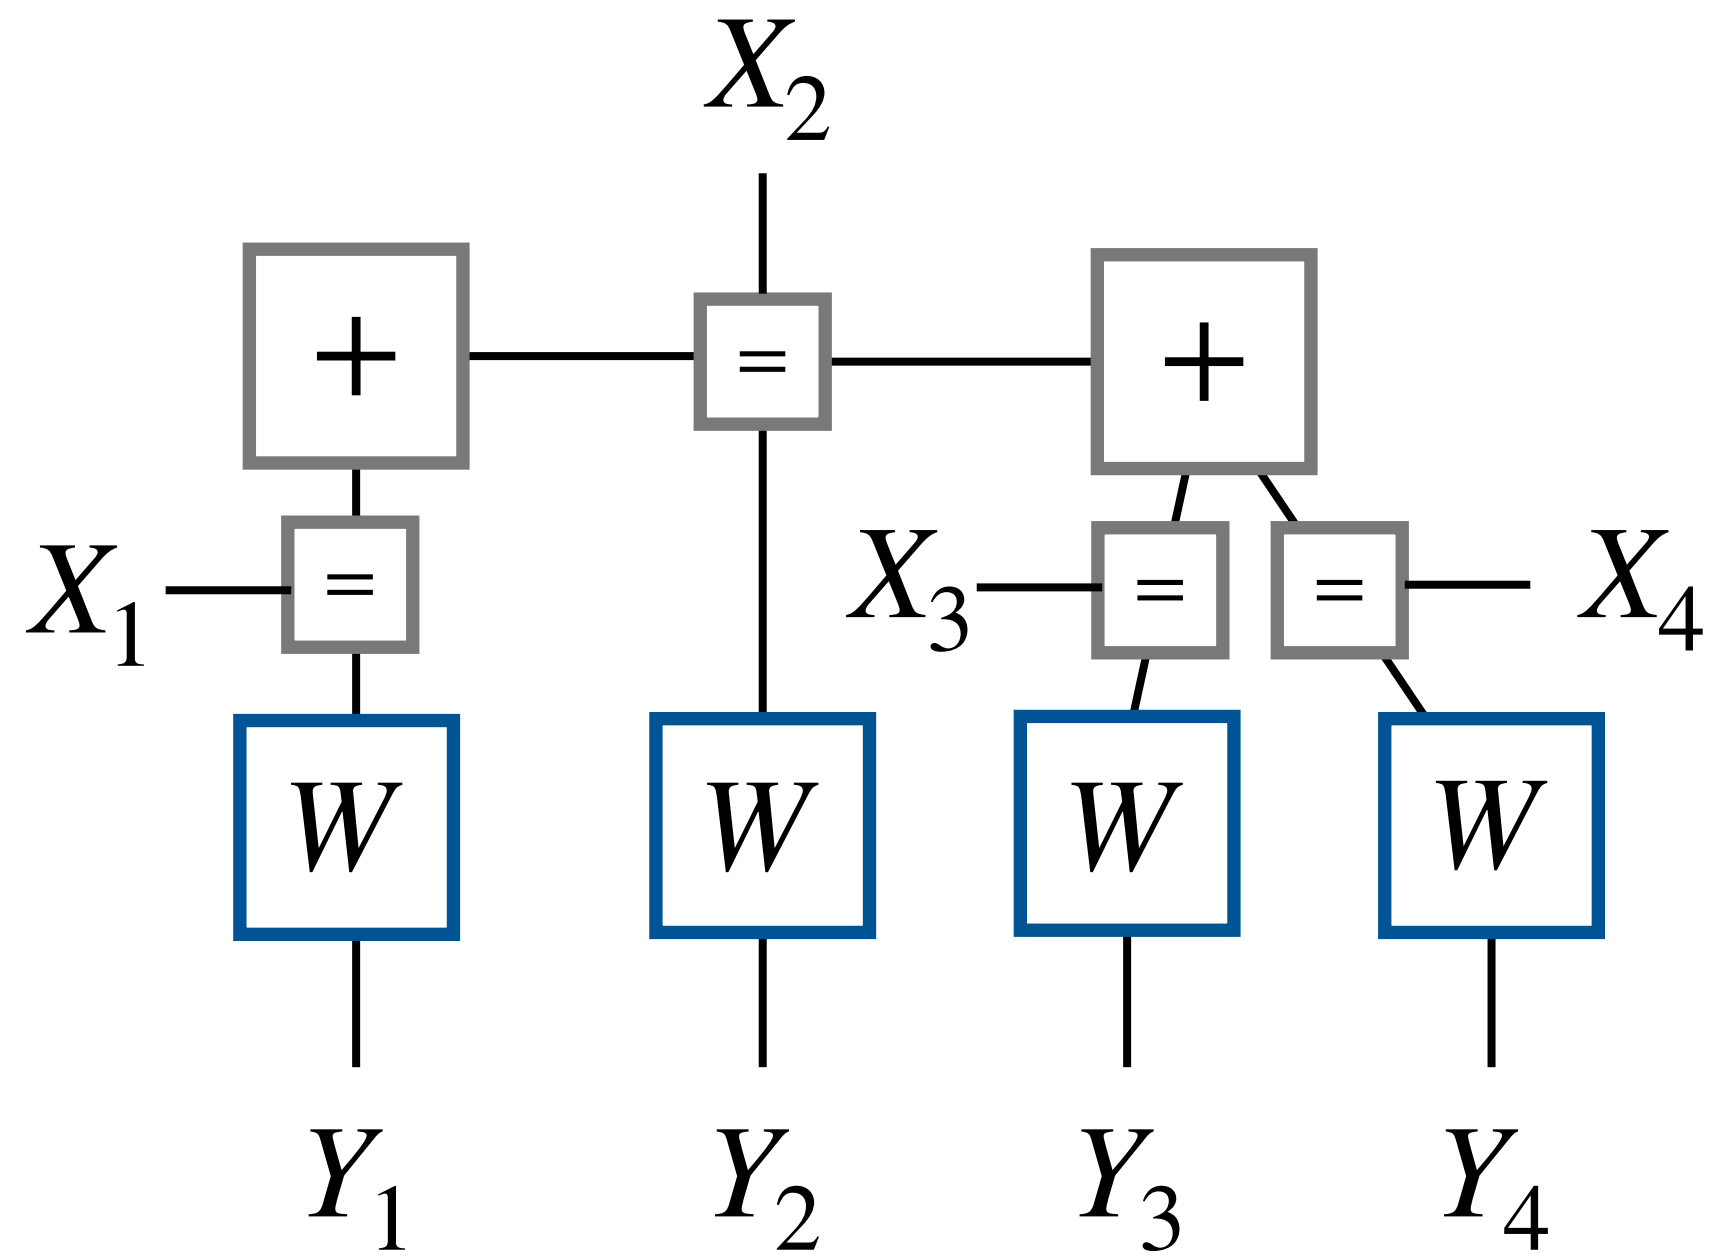 X₂
+ = +
X₁ = X₃ = = X₄
W W W W
Y₁ Y₂ Y₃ Y₄